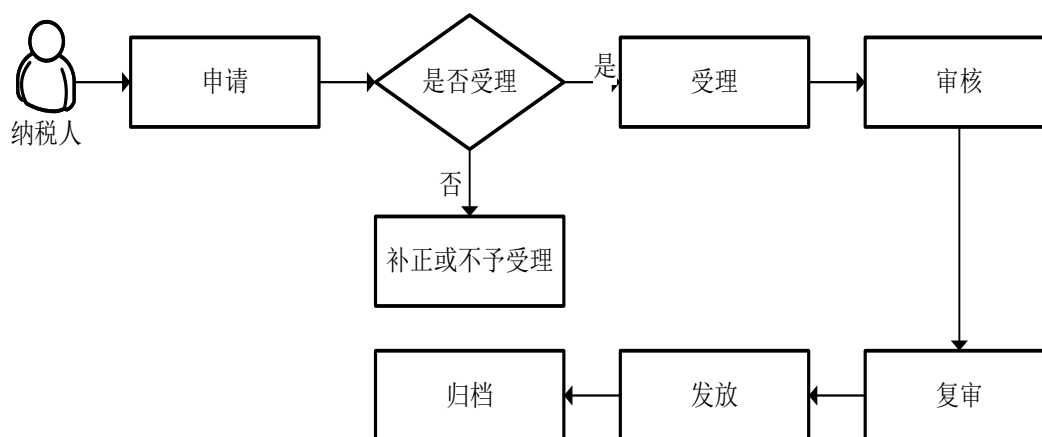 纳税人
申请
是否受理
是
受理
审核
否
补正或不予受理
归档
发放
复审